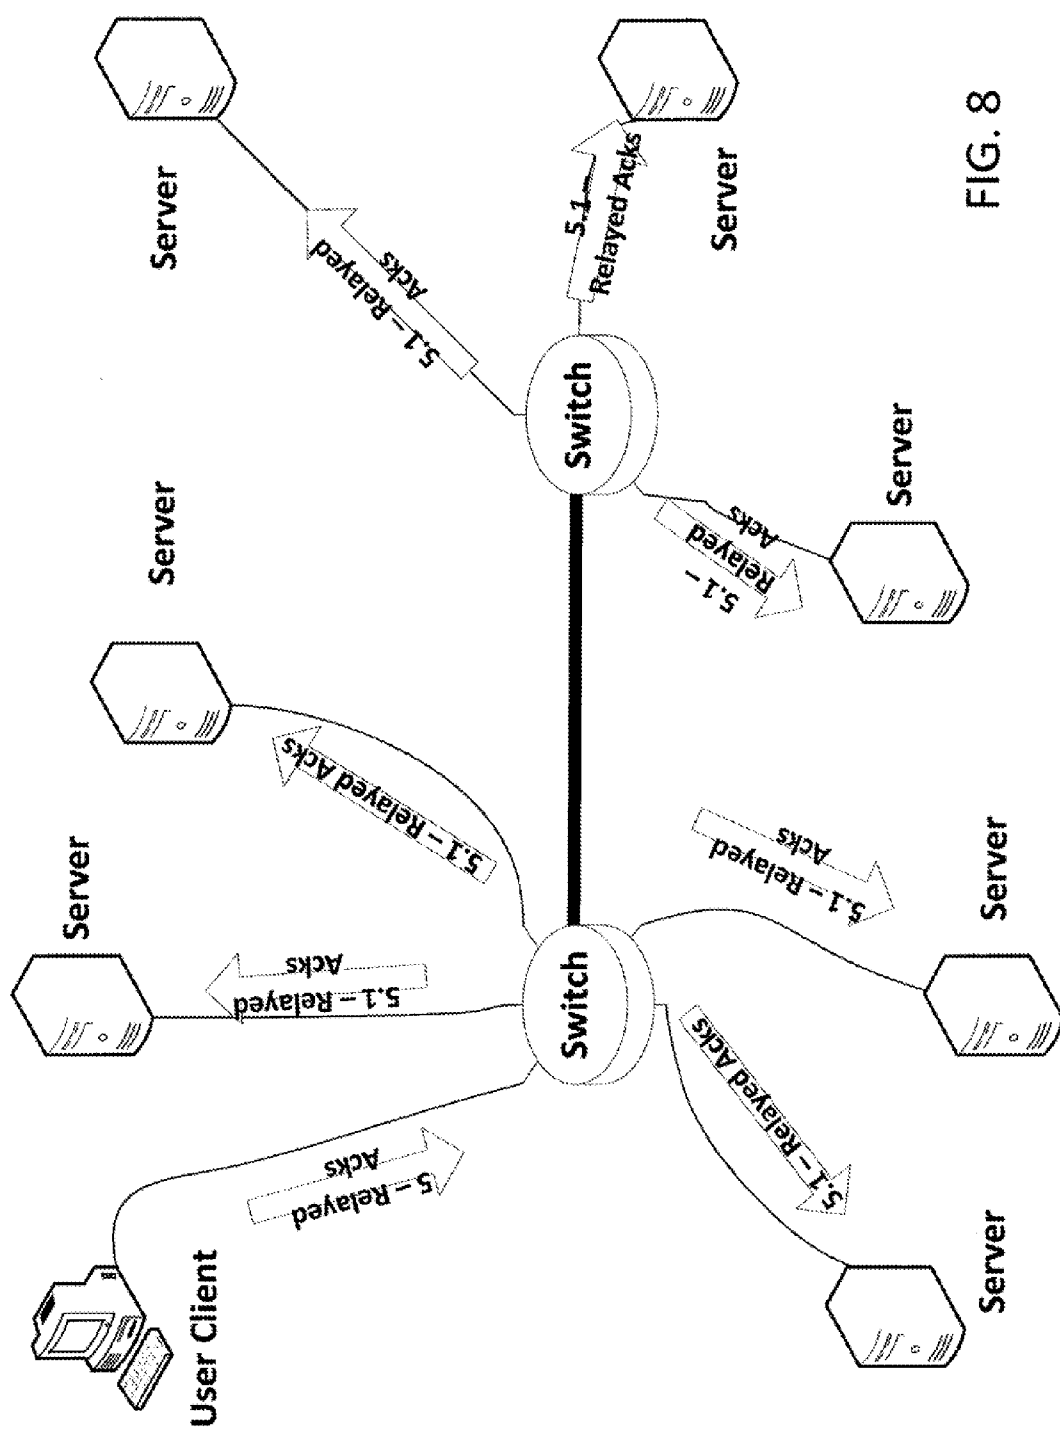 Server
Server
Server
User Client
5 – Relayed
Acks
5.1 – Relayed
Acks
5.1 – Relayed Acks
5.1 – Relayed
Acks
Switch
Switch
5.1 –
Relayed Acks
Server
5.1 – Relayed Acks
5.1 – Relayed
Acks
5.1 –
Relayed
Acks
Server
Server
Server
FIG. 8